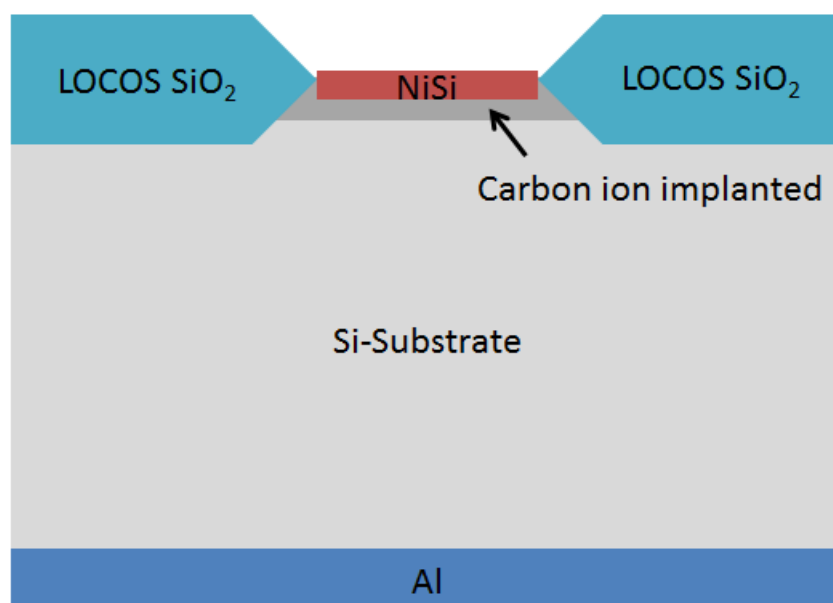 LOCOS SiO₂
NiSi
LOCOS SiO₂
Carbon ion implanted
Si-Substrate
Al